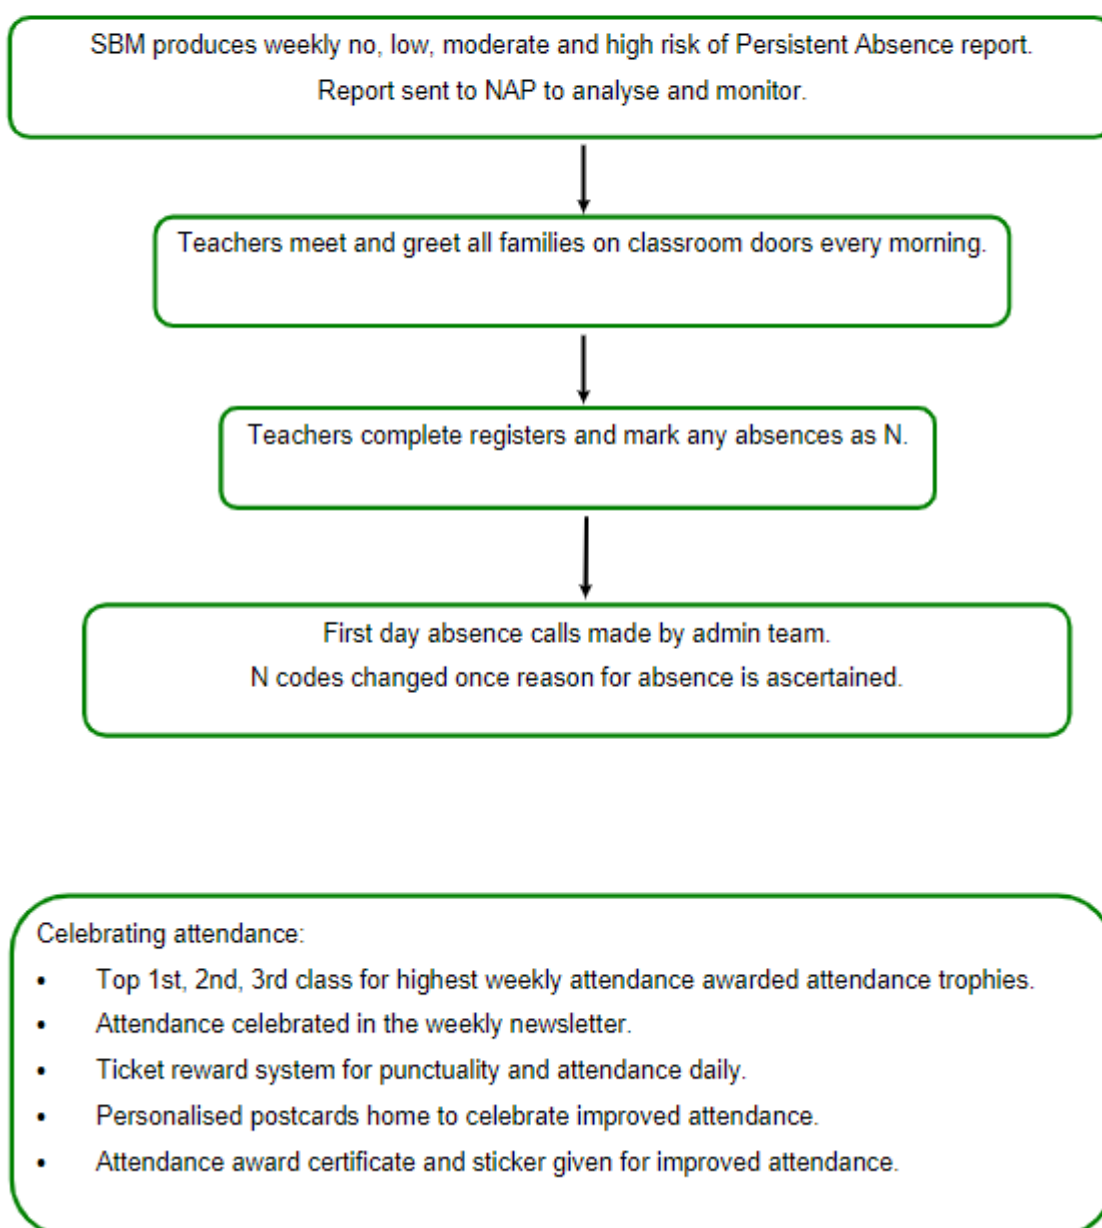 SBM produces weekly no, low, moderate and high risk of Persistent Absence report.
Report sent to NAP to analyse and monitor.
Teachers meet and greet all families on classroom doors every morning.
Teachers complete registers and mark any absences as N.
First day absence calls made by admin team.
N codes changed once reason for absence is ascertained.
Celebrating attendance:
• Top 1st, 2nd, 3rd class for highest weekly attendance awarded attendance trophies.
• Attendance celebrated in the weekly newsletter.
• Ticket reward system for punctuality and attendance daily.
• Personalised postcards home to celebrate improved attendance.
• Attendance award certificate and sticker given for improved attendance.